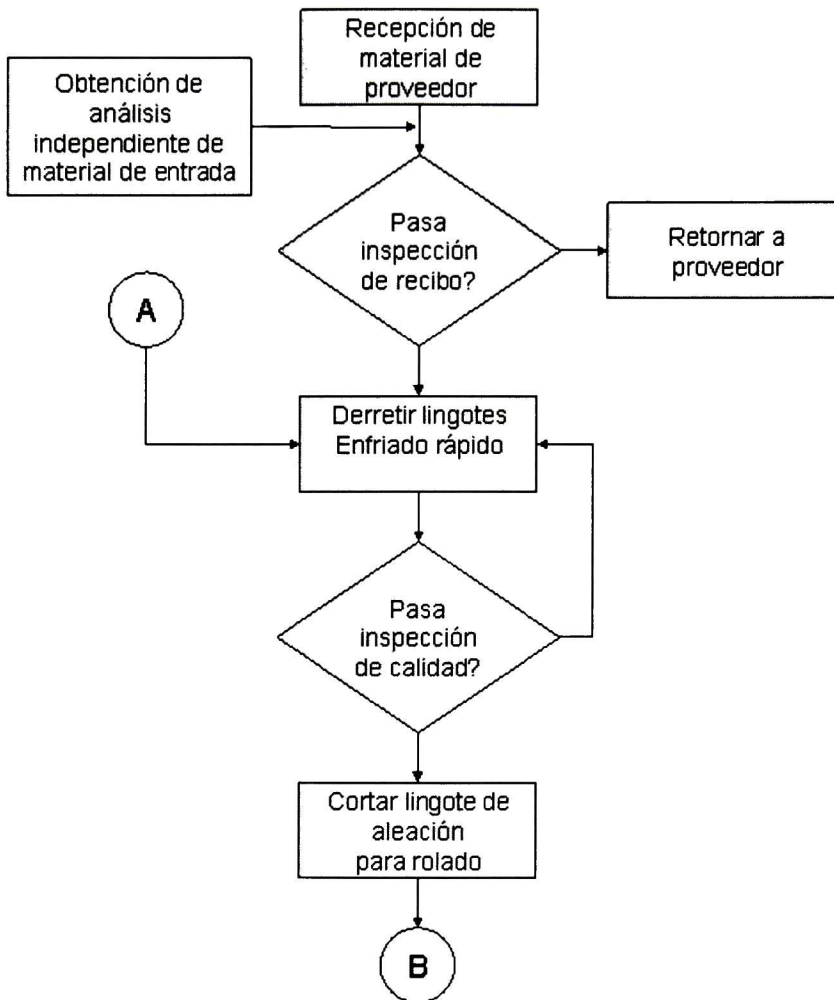 Recepción de
material de
proveedor
Obtención de
análisis
independiente de
material de entrada
Pasa
inspección
de recibo?
Retornar a
proveedor
A
Derretir lingotes
Enfriado rápido
Pasa
inspección
de calidad?
Cortar lingote de
aleación
para rolado
B